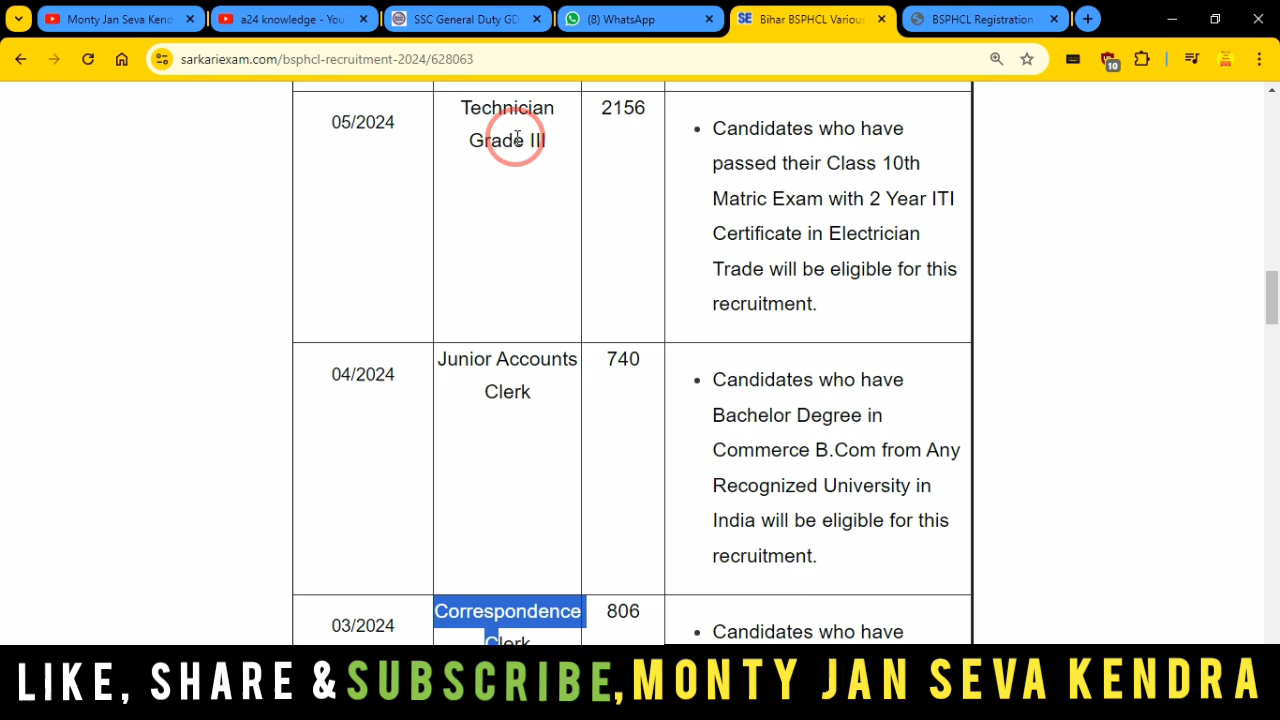 Monty Jan Seva Kend
a24 knowledge - You
SSC General Duty GD
(8) WhatsApp
SE
Bihar BSPHCL Various
BSPHCL Registration
sarkariexam.com/bsphcl-recruitment-2024/628063
10
05/2024
Technician
Grade III
2156
Candidates who have
passed their Class 10th
Matric Exam with 2 Year ITI
Certificate in Electrician
Trade will be eligible for this
recruitment.
04/2024
Junior Accounts
Clerk
740
Candidates who have
Bachelor Degree in
Commerce B.Com from Any
Recognized University in
India will be eligible for this
recruitment.
03/2024
Correspondence
Clerk
806
Candidates who have
LIKE, SHARE & SUBSCRIBE, MONTY JAN SEVA KENDRA